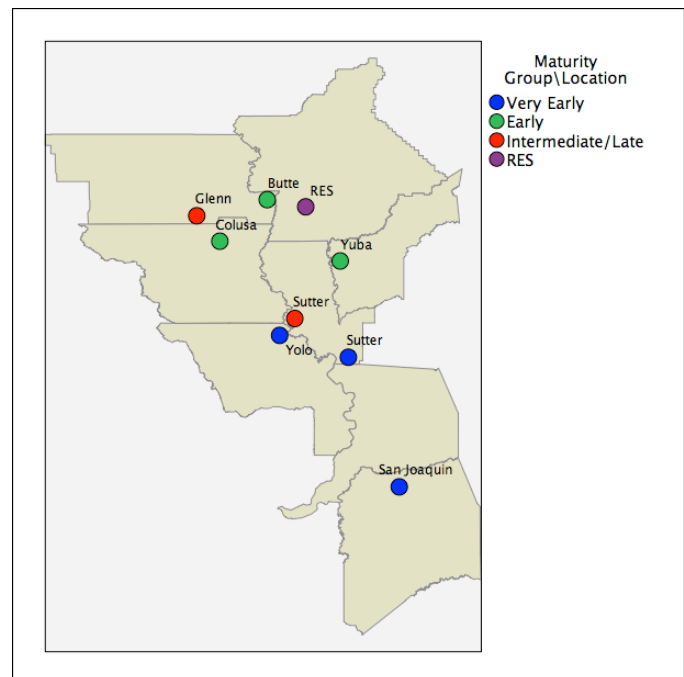 Maturity
Group\Location
Very Early
Early
Intermediate/Late
RES
Butte
RES
Glenn
Colusa
Yuba
Sutter
Sutter
Yolo
San Joaquin